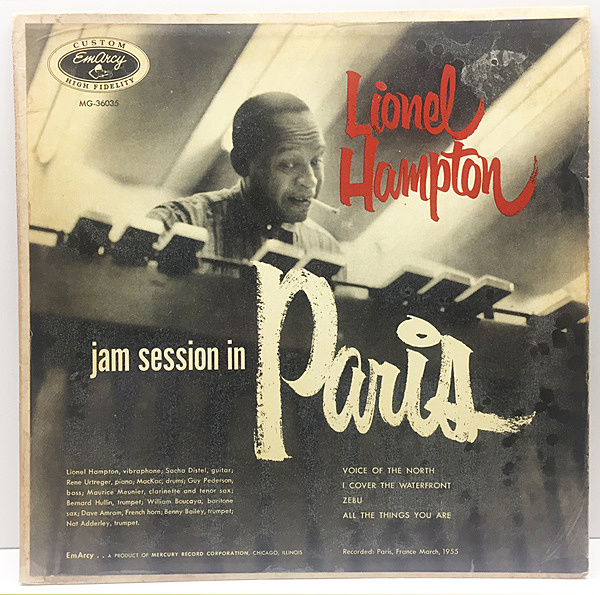 CUSTOM
EmArcy
HIGH FIDELITY
MG-36035
Lionel
Hampton
jam session in Paris
Lionel Hampton, vibraphone; Sacha Distel, guitar;
Rene Urtreger, piano; MacKac, drums; Guy Pederson,
bass; Maurice Meunier, clarinette and tenor sax;
Bernard Hullin, trumpet; William Boucaya; baritone
sax; Dave Amram, French horn; Benny Bailey, trumpet;
Nat Adderley, trumpet.
VOICE OF THE NORTH
I COVER THE WATERFRONT
ZEBU
ALL THE THINGS YOU ARE
EmArcy . . A PRODUCT OF MERCURY RECORD CORPORATION, CHICAGO, ILLINOIS
Recorded: Paris, France March, 1955